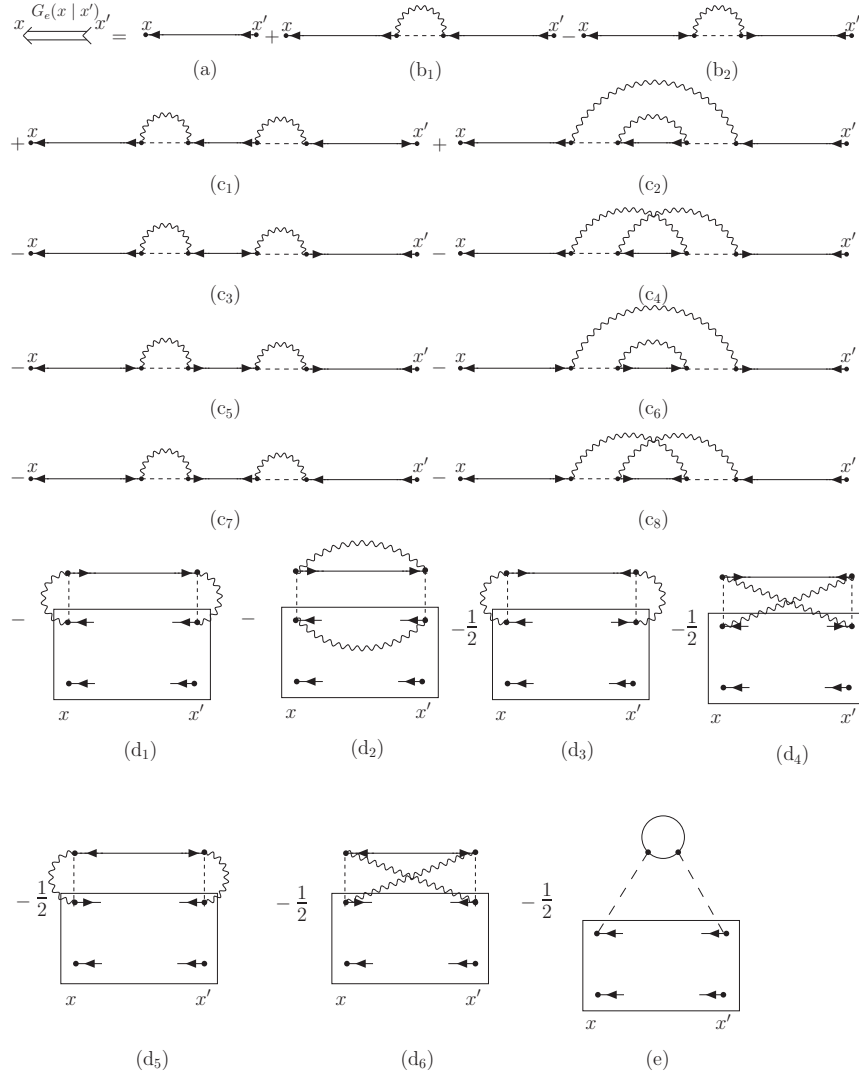 x G_e(x | x′) x′ = + −
(a) (b₁) (b₂)
+ x x′ + x x′
(c₁) (c₂)
− x x′ − x x′
(c₃) (c₄)
− x x′ − x x′
(c₅) (c₆)
− x x′ − x x′
(c₇) (c₈)
− − −1/2 −1/2
x x′ x x′ x x′ x x′
(d₁) (d₂) (d₃) (d₄)
−1/2 −1/2 −1/2
x x′ x x′ x x′
(d₅) (d₆) (e)